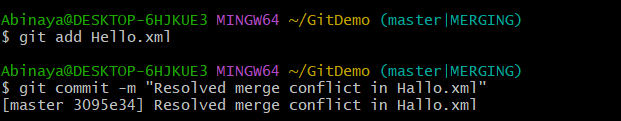 Abinaya@DESKTOP-6HJKUE3 MINGW64 ~/GitDemo (master|MERGING)
$ git add Hello.xml
Abinaya@DESKTOP-6HJKUE3 MINGW64 ~/GitDemo (master|MERGING)
$ git commit -m "Resolved merge conflict in Hallo.xml"
[master 3095e34] Resolved merge conflict in Hallo.xml